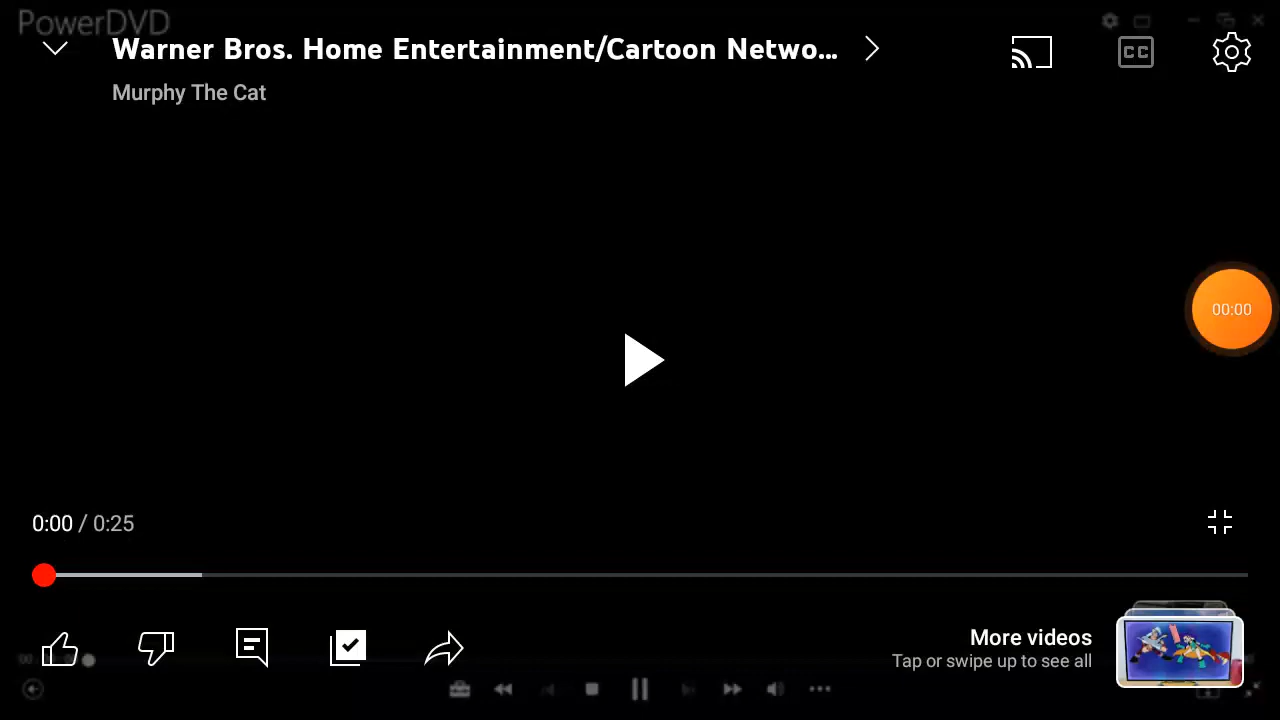 PowerDVD
Warner Bros. Home Entertainment/Cartoon Netwo...
CC
Murphy The Cat
00:00
0:00 / 0:25
More videos
Tap or swipe up to see all